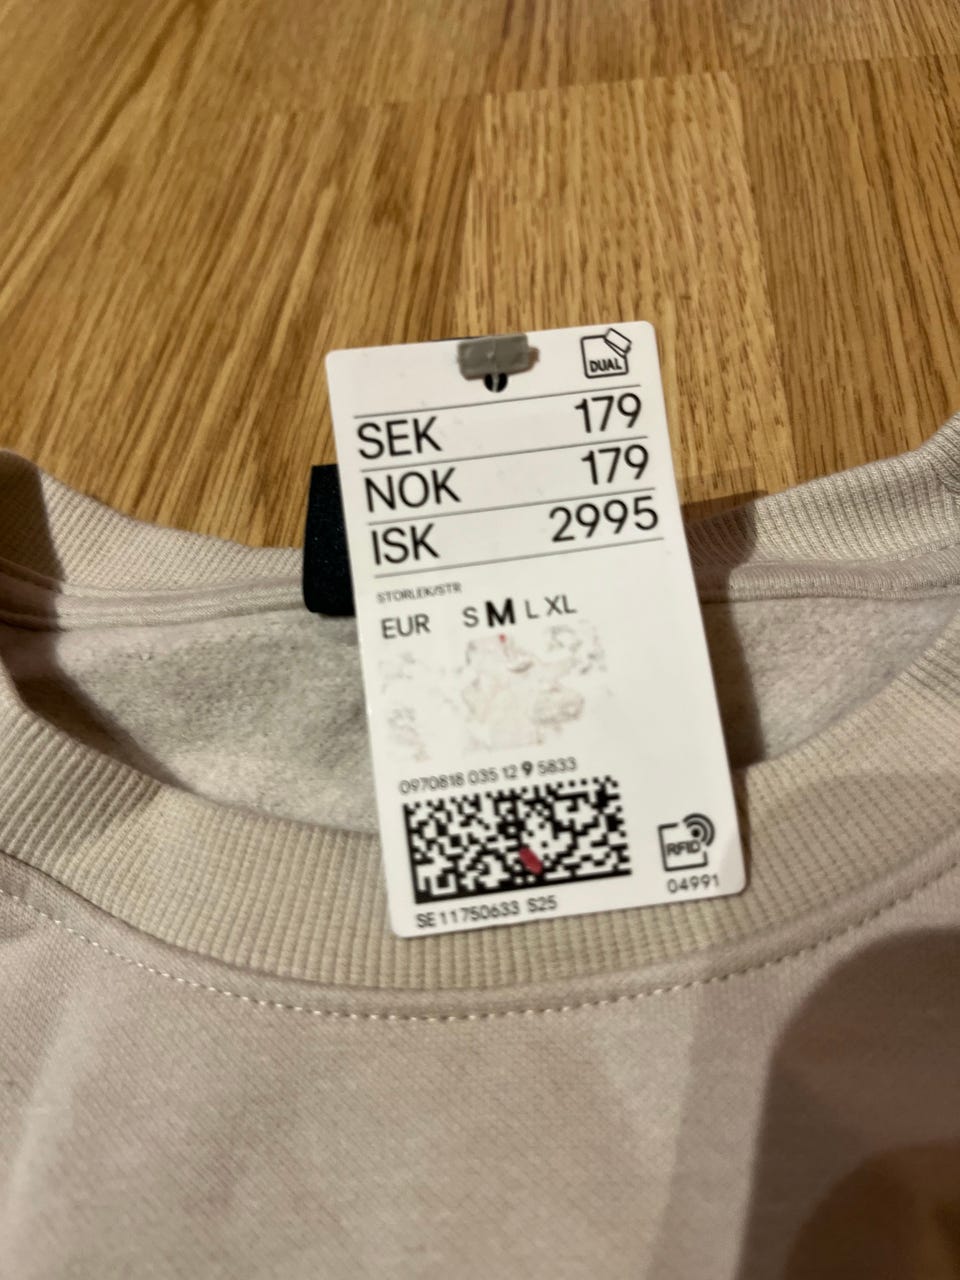 DUAL
SEK 179
NOK 179
ISK 2995
STORLEK/STR
EUR S M L XL
0970818 035 12 9 5833
RFID
04991
SE11750633 S25